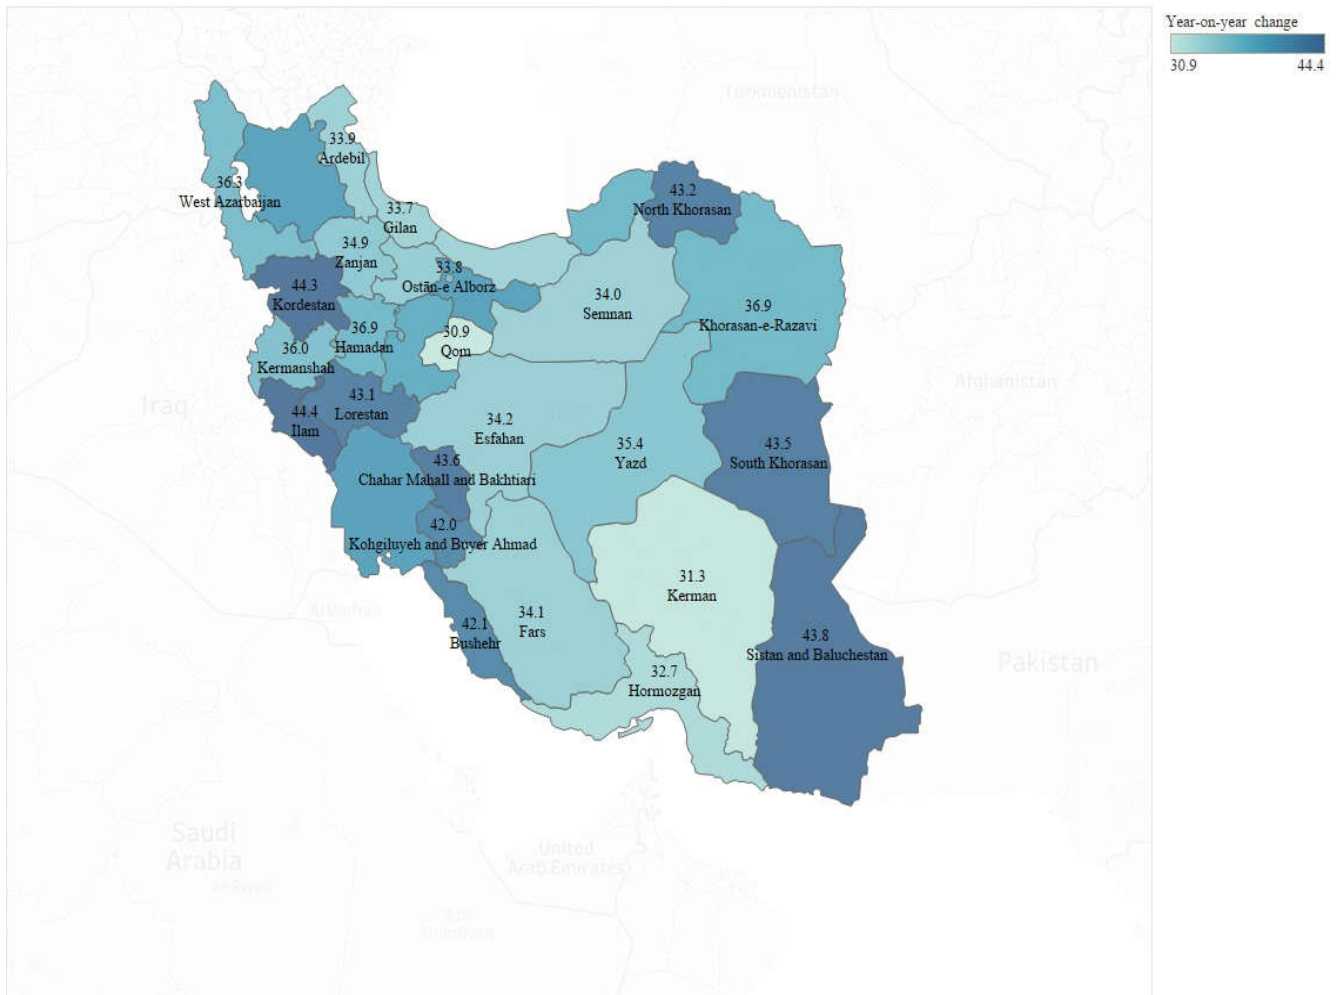 Year-on-year change
30.9 44.4
Turkmenistan
33.9
Ardebil
36.3
West Azarbaijan
43.2
North Khorasan
33.7
Gilan
34.9
Zanjan
33.8
Ostān-e Alborz
44.3
Kordestan
34.0
Semnan
36.9
Khorasan-e-Razavi
36.9
Hamadan
30.9
Qom
36.0
Kermanshah
Afghanistan
Iraq
43.1
Lorestan
44.4
Ilam
34.2
Esfahan
35.4
Yazd
43.5
South Khorasan
43.6
Chahar Mahall and Bakhtiari
42.0
Kohgiluyeh and Buyer Ahmad
31.3
Kerman
34.1
Fars
42.1
Bushehr
43.8
Sistan and Baluchestan
Pakistan
32.7
Hormozgan
Saudi
Arabia
United
Arab Emirates